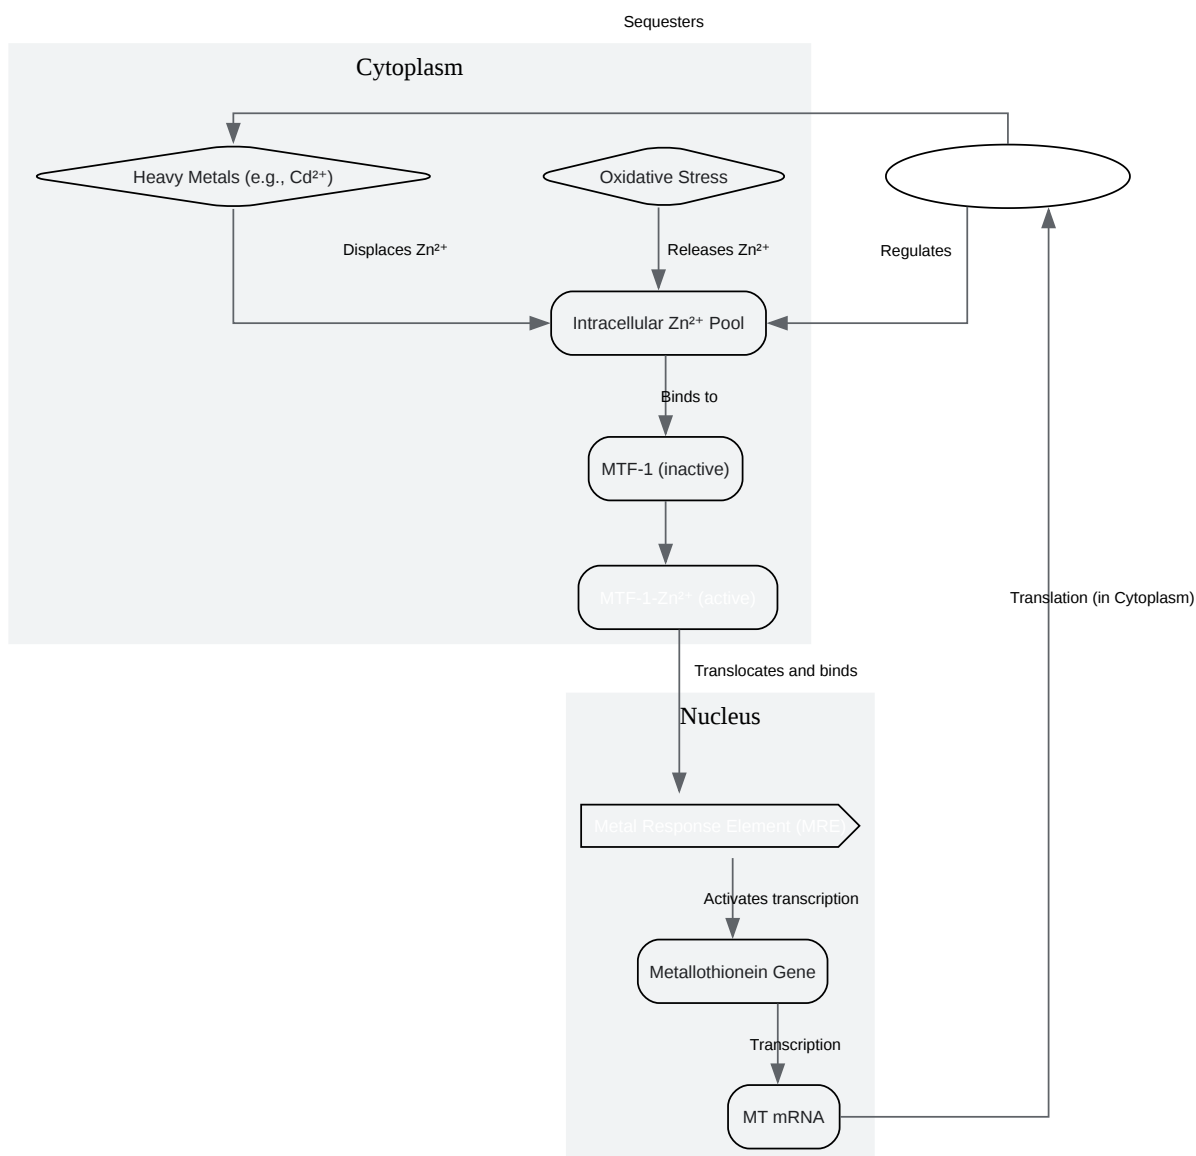 Sequesters
Cytoplasm
Heavy Metals (e.g., Cd²⁺)
Oxidative Stress
Displaces Zn²⁺
Releases Zn²⁺
Regulates
Intracellular Zn²⁺ Pool
Binds to
MTF-1 (inactive)
MTF-1-Zn²⁺ (active)
Translation (in Cytoplasm)
Translocates and binds
Nucleus
Metal Response Element (MRE)
Activates transcription
Metallothionein Gene
Transcription
MT mRNA